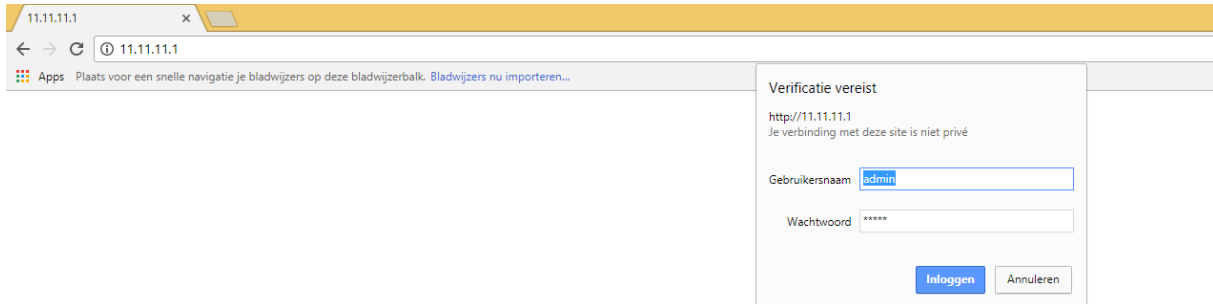 11.11.11.1
11.11.11.1
Apps Plaats voor een snelle navigatie je bladwijzers op deze bladwijzerbalk. Bladwijzers nu importeren...
Verificatie vereist
http://11.11.11.1
Je verbinding met deze site is niet privé
Gebruikersnaam admin
Wachtwoord *****
Inloggen Annuleren